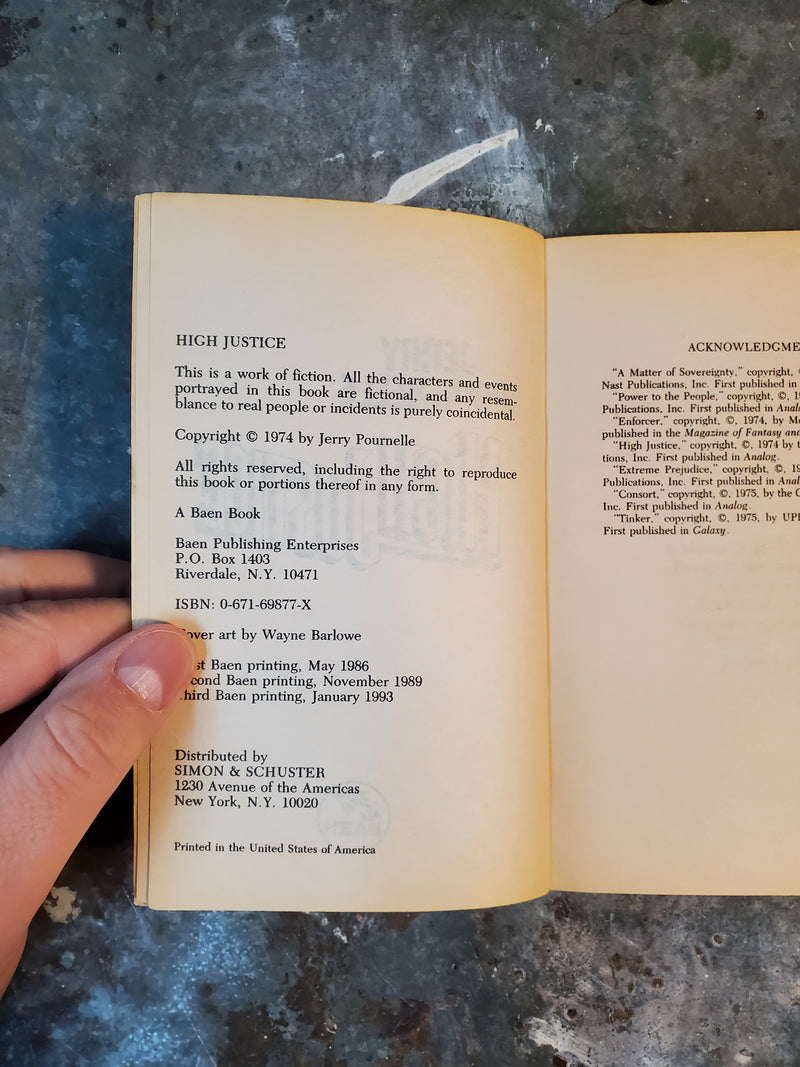 HIGH JUSTICE
This is a work of fiction. All the characters and events
portrayed in this book are fictional, and any resem-
blance to real people or incidents is purely coincidental.
Copyright © 1974 by Jerry Pournelle
All rights reserved, including the right to reproduce
this book or portions thereof in any form.
A Baen Book
Baen Publishing Enterprises
P.O. Box 1403
Riverdale, N.Y. 10471
ISBN: 0-671-69877-X
art by Wayne Barlowe
Baen printing, May 1986
Baen printing, November 1989
Baen printing, January 1993
Distributed by
SIMON & SCHUSTER
1230 Avenue of the Americas
New York, N.Y. 10020
Printed in the United States of America
"A Matter of Sovereignty," copyright,
Nast Publications, Inc. First published in
"Power to the People," copyright, ©,
Publications, Inc. First published in
"Enforcer," copyright, ©, 1974, by
published in the Magazine of Fantasy
"High Justice," copyright, ©, 1974 by
tions, Inc. First published in Analog.
"Extreme Prejudice," copyright, ©,
Publications, Inc. First published in
"Consort," copyright, ©, 1975, by the
Inc. First published in Analog.
"Tinker," copyright, ©, 1975, by
First published in Galaxy.